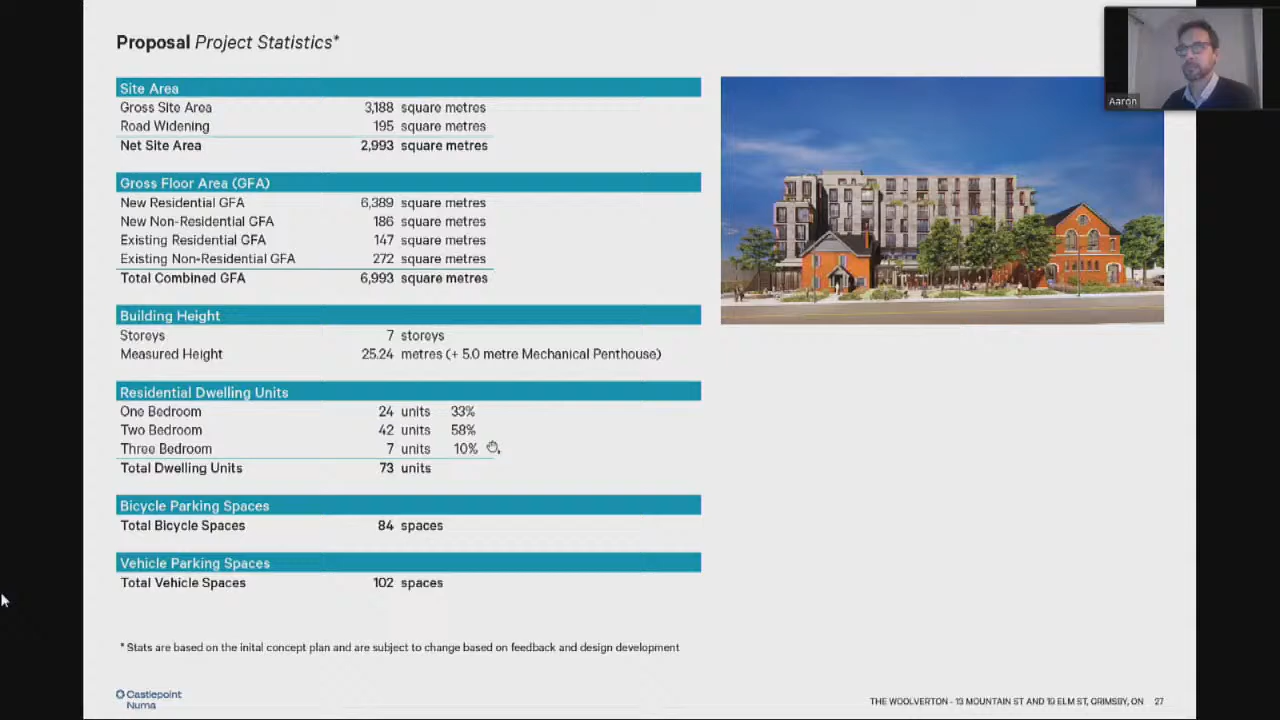 Proposal Project Statistics*
Site Area
Gross Site Area 3,188 square metres
Road Widening 195 square metres
Net Site Area 2,993 square metres
Gross Floor Area (GFA)
New Residential GFA 6,389 square metres
New Non-Residential GFA 186 square metres
Existing Residential GFA 147 square metres
Existing Non-Residential GFA 272 square metres
Total Combined GFA 6,993 square metres
Building Height
Storeys 7 storeys
Measured Height 25.24 metres (+ 5.0 metre Mechanical Penthouse)
Residential Dwelling Units
One Bedroom 24 units 33%
Two Bedroom 42 units 58%
Three Bedroom 7 units 10%
Total Dwelling Units 73 units
Bicycle Parking Spaces
Total Bicycle Spaces 84 spaces
Vehicle Parking Spaces
Total Vehicle Spaces 102 spaces
* Stats are based on the inital concept plan and are subject to change based on feedback and design development
Castlepoint
Numa
THE WOOLVERTON - 13 MOUNTAIN ST AND 19 ELM ST, GRIMSBY, ON 27
Aaron